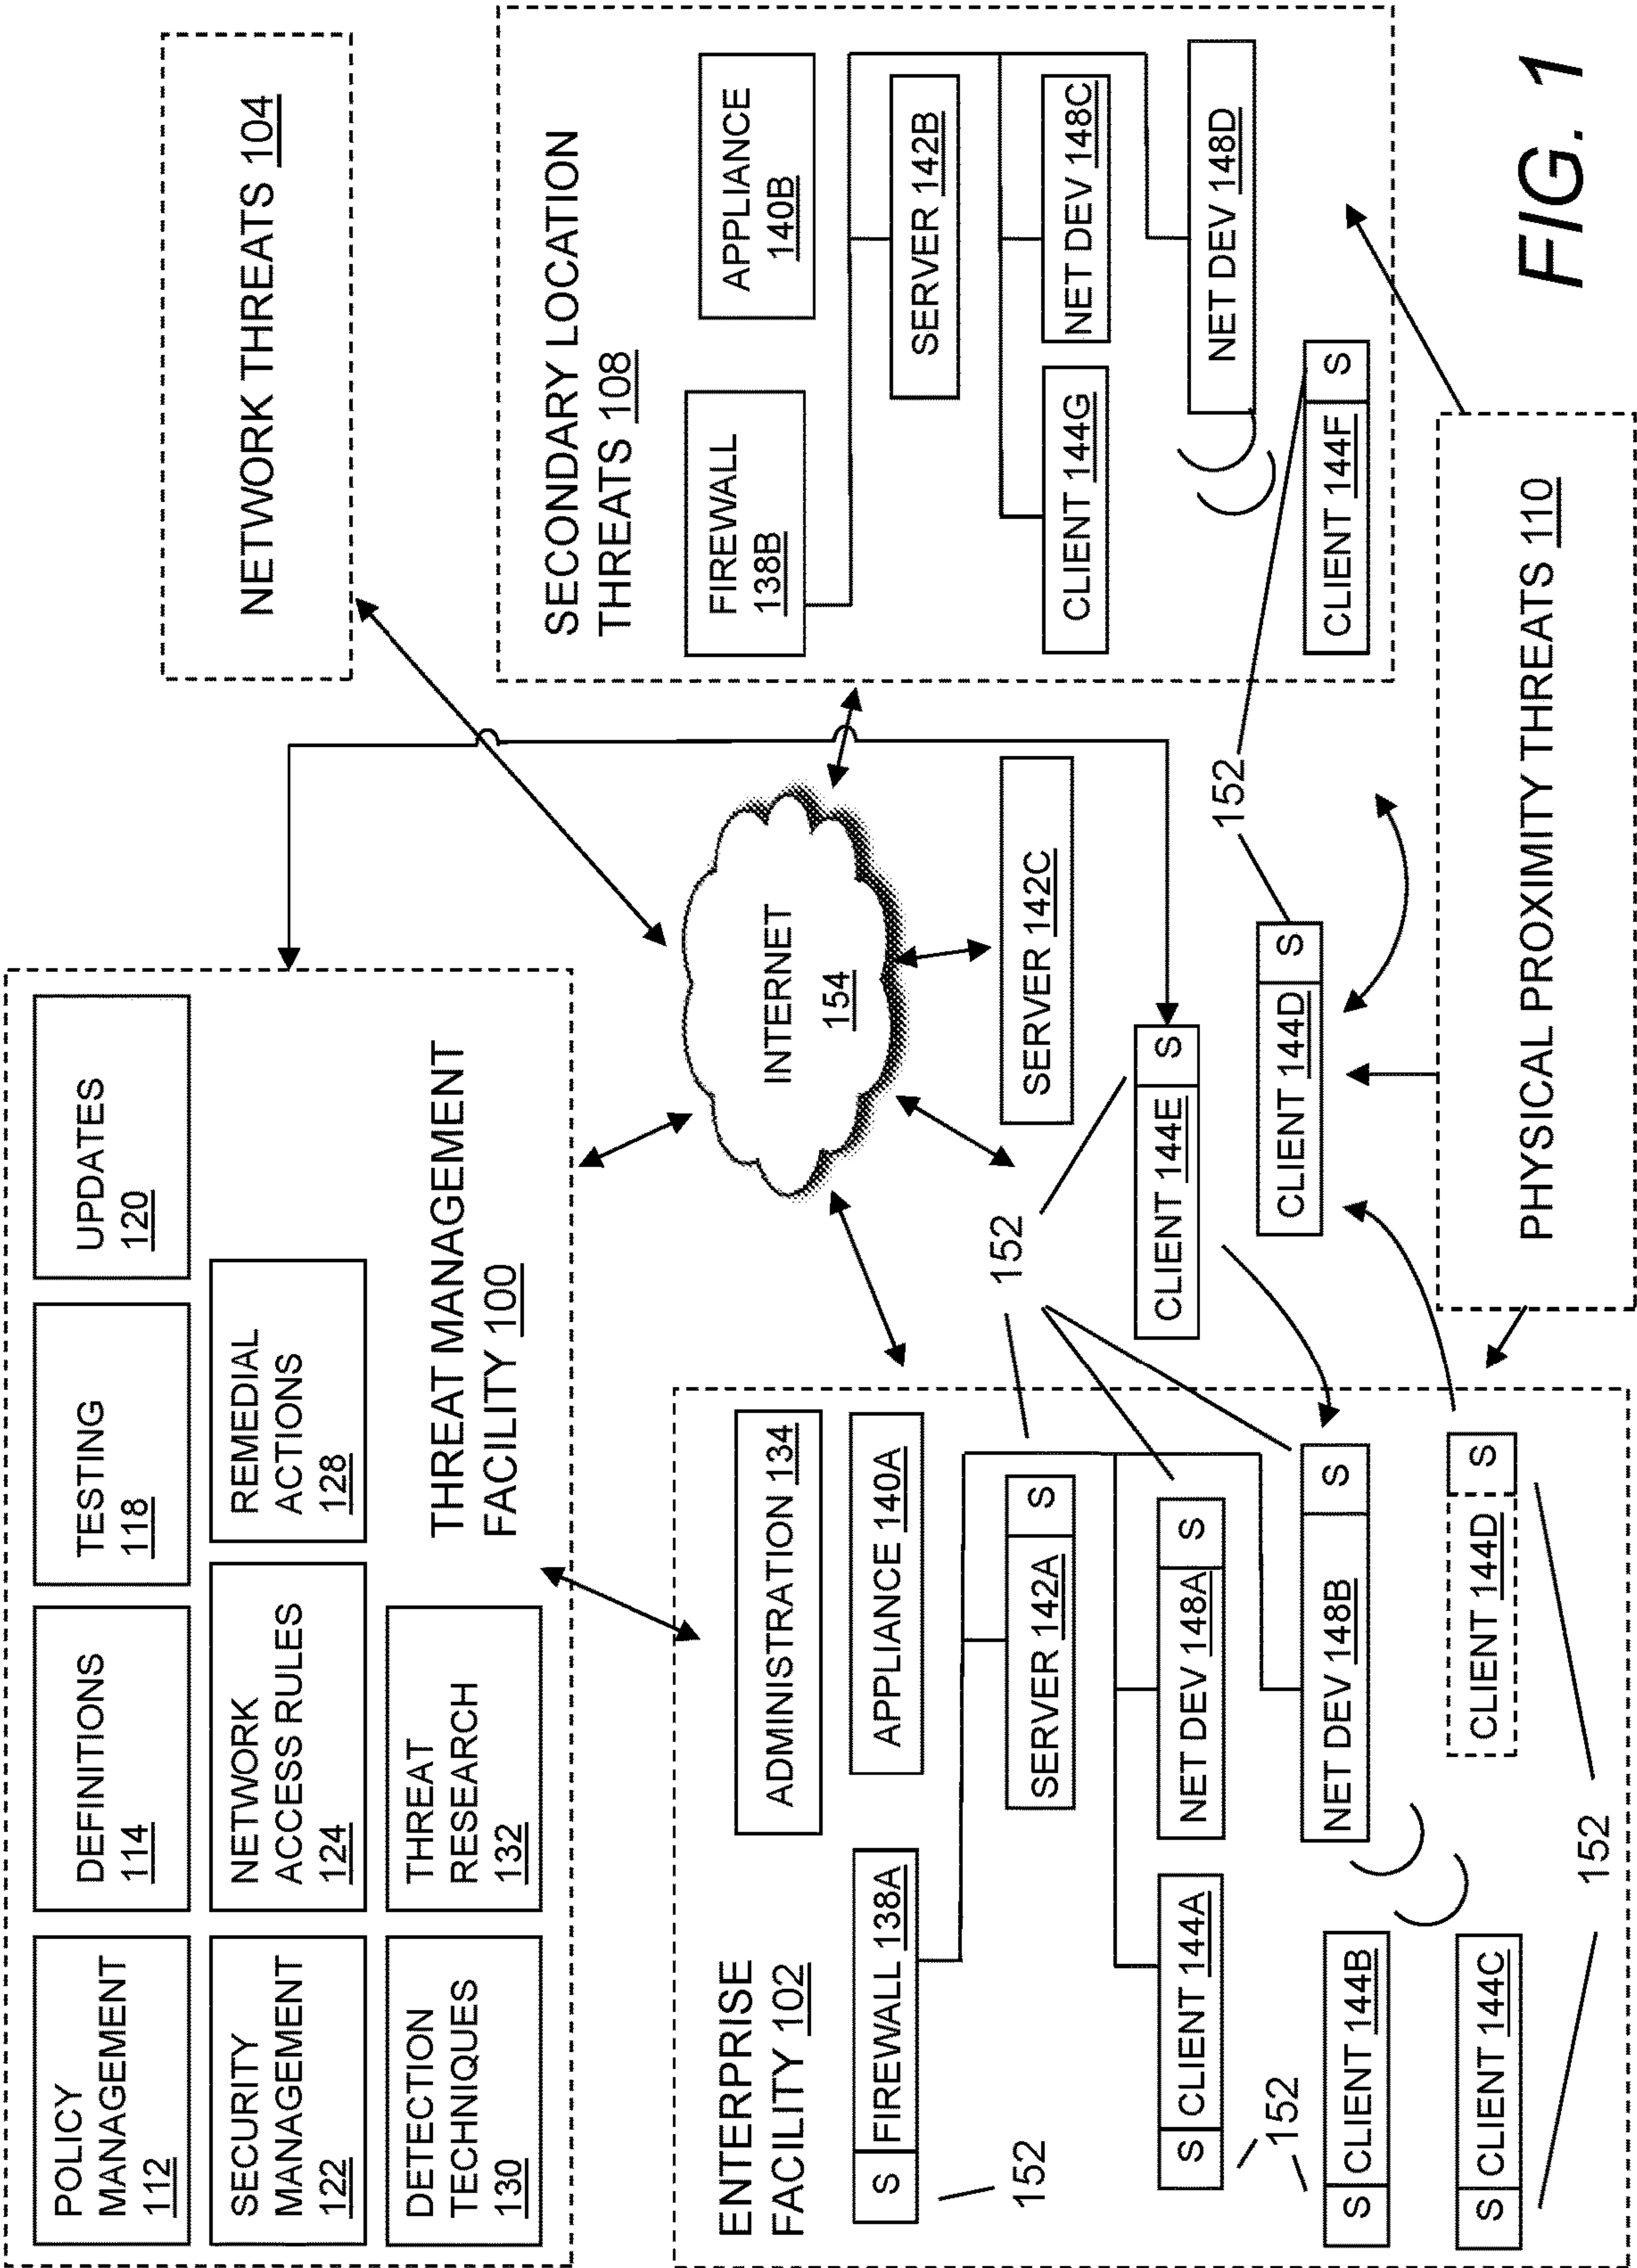 POLICY
MANAGEMENT
112
DEFINITIONS
114
TESTING
118
UPDATES
120
SECURITY
MANAGEMENT
122
NETWORK
ACCESS RULES
124
REMEDIAL
ACTIONS
128
DETECTION
TECHNIQUES
130
THREAT
RESEARCH
132
THREAT MANAGEMENT
FACILITY 100
NETWORK THREATS 104
INTERNET
154
SECONDARY LOCATION
THREATS 108
FIREWALL
138B
APPLIANCE
140B
SERVER 142B
CLIENT 144G
NET DEV 148C
NET DEV 148D
CLIENT 144F
S
ENTERPRISE
FACILITY 102
ADMINISTRATION 134
S
FIREWALL 138A
APPLIANCE 140A
152
SERVER 142A
S
152
SERVER 142C
S
CLIENT 144A
NET DEV 148A
S
CLIENT 144E
S
152
152
S
CLIENT 144B
NET DEV 148B
S
CLIENT 144D
S
S
CLIENT 144C
CLIENT 144D
S
152
PHYSICAL PROXIMITY THREATS 110
FIG. 1